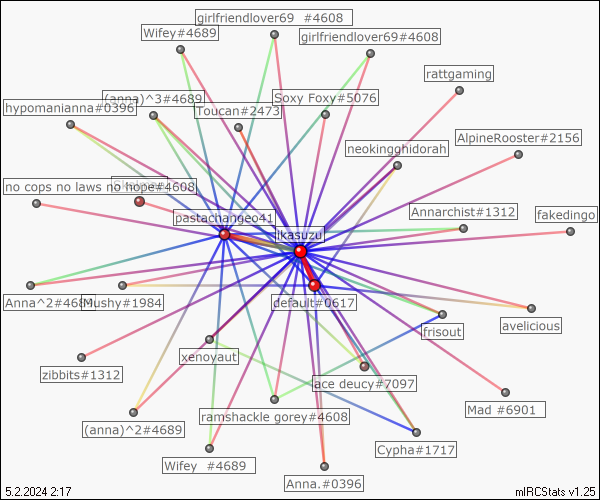 girlfriendlover69 #4608
Wifey#4689
girlfriendlover69#4608
rattgaming
(anna)^3#4689
Soxy Foxy#5076
hypomanianna#0396
Toucan#2473
AlpineRooster#2156
neokingghidorah
no cops no laws no hope#4608
pastachangeo41
Annarchist#1312
fakedingo
ikasuzu
Anna^2#4689
Mushy#1984
default#0617
avelicious
frisout
xenoyaut
zibbits#1312
ace deucy#7097
ramshackle gorey#4608
Mad #6901
(anna)^2#4689
Cypha#1717
Wifey #4689
Anna.#0396
5.2.2024 2:17
mIRCStats v1.25